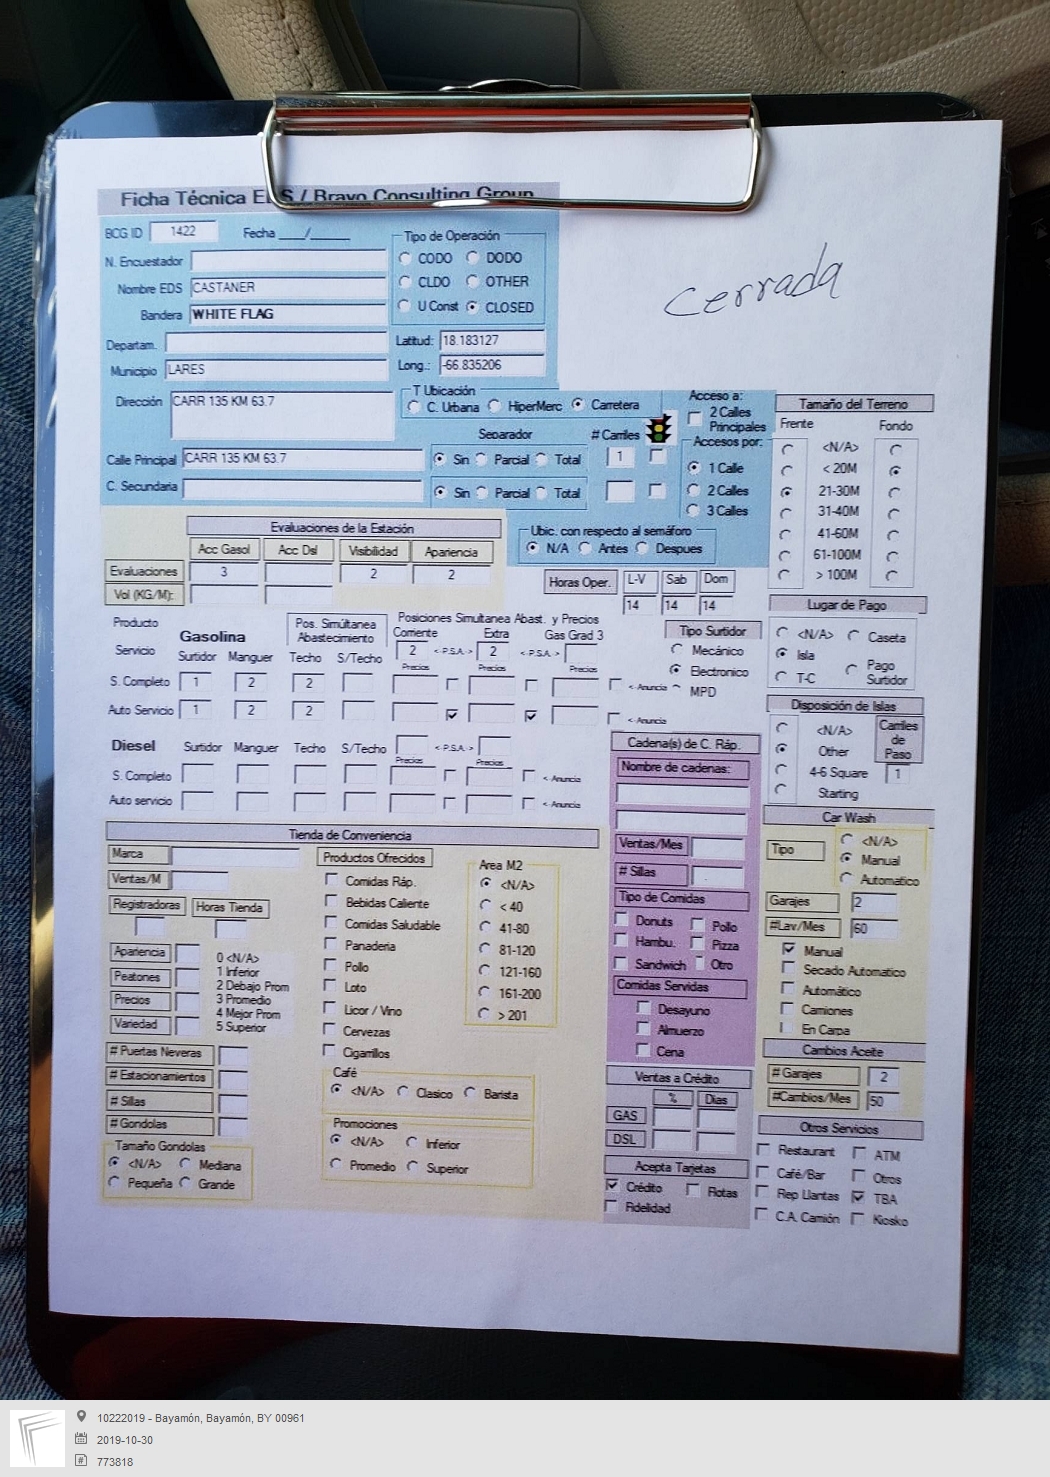 Ficha Técnica EDS / Bravo Consulting Group
BCG ID 1422 Fecha ____/______
N. Encuestador
Nombre EDS CASTANER
Bandera WHITE FLAG
Departam.
Municipio LARES
Dirección CARR 135 KM 63.7
Calle Principal CARR 135 KM 63.7
C. Secundaria
Tipo de Operación
CODO DODO
CLDO OTHER
U Const CLOSED
Latitud: 18.183127
Long.: -66.835206
cerrada
T Ubicación
C. Urbana HiperMerc Carretera
Separador # Carriles
Sin Parcial Total 1
Sin Parcial Total
Acceso a:
2 Calles
Principales
Accesos por:
1 Calle
2 Calles
3 Calles
Ubic. con respecto al semáforo
N/A Antes Despues
Tamaño del Terreno
Frente Fondo
<N/A>
< 20M
21-30M
31-40M
41-60M
61-100M
> 100M
Evaluaciones de la Estación
Acc Gasol Acc Dsl Visibilidad Apariencia
Evaluaciones 3 2 2
Vol (KG/M):
Horas Oper. L-V Sab Dom
14 14 14
Producto
Servicio
Gasolina
Surtidor Manguer
Pos. Simúltanea
Abastecimiento
Techo S/Techo
Posiciones Simultanea Abast. y Precios
Corriente Extra Gas Grad 3
2 <-P.S.A.-> 2 <-P.S.A.->
Precios Precios Precios
S. Completo 1 2 2 <-Anuncia
Auto Servicio 1 2 2 <-Anuncia
Tipo Surtidor
Mecánico
Electronico
MPD
Lugar de Pago
<N/A> Caseta
Isla Pago
Surtidor
T-C
Diesel Surtidor Manguer Techo S/Techo <-P.S.A.->
Precios Precios
S. Completo <-Anuncia
Auto servicio <-Anuncia
Disposición de Islas
<N/A>
Other
4-6 Square
Starting
Carriles
de
Paso
1
Tienda de Conveniencia
Marca
Ventas/M
Registradoras Horas Tienda
Apariencia
Peatones
Precios
Variedad
0 <N/A>
1 Inferior
2 Debajo Prom
3 Promedio
4 Mejor Prom
5 Superior
# Puertas Neveras
# Estacionamientos
# Sillas
# Gondolas
Tamaño Gondolas
<N/A> Mediana
Pequeña Grande
Productos Ofrecidos
Comidas Ráp.
Bebidas Caliente
Comidas Saludable
Panaderia
Pollo
Loto
Licor / Vino
Cervezas
Cigarrillos
Area M2
<N/A>
< 40
41-80
81-120
121-160
161-200
> 201
Café
<N/A> Clasico Barista
Promociones
<N/A> Inferior
Promedio Superior
Cadena(s) de C. Ráp.
Nombre de cadenas:
Ventas/Mes
# Sillas
Tipo de Comidas
Donuts Pollo
Hambu. Pizza
Sandwich Otro
Comidas Servidas
Desayuno
Almuerzo
Cena
Ventas a Crédito
% Dias
GAS
DSL
Acepta Tarjetas
Crédito Flotas
Fidelidad
Car Wash
Tipo
<N/A>
Manual
Automatico
Garajes 2
#Lav/Mes 60
Manual
Secado Automatico
Automático
Camiones
En Carpa
Cambios Aceite
# Garajes 2
#Cambios/Mes 50
Otros Servicios
Restaurant ATM
Café/Bar Otros
Rep Llantas TBA
C.A. Camión Kiosko
10222019 - Bayamón, Bayamón, BY 00961
2019-10-30
773818